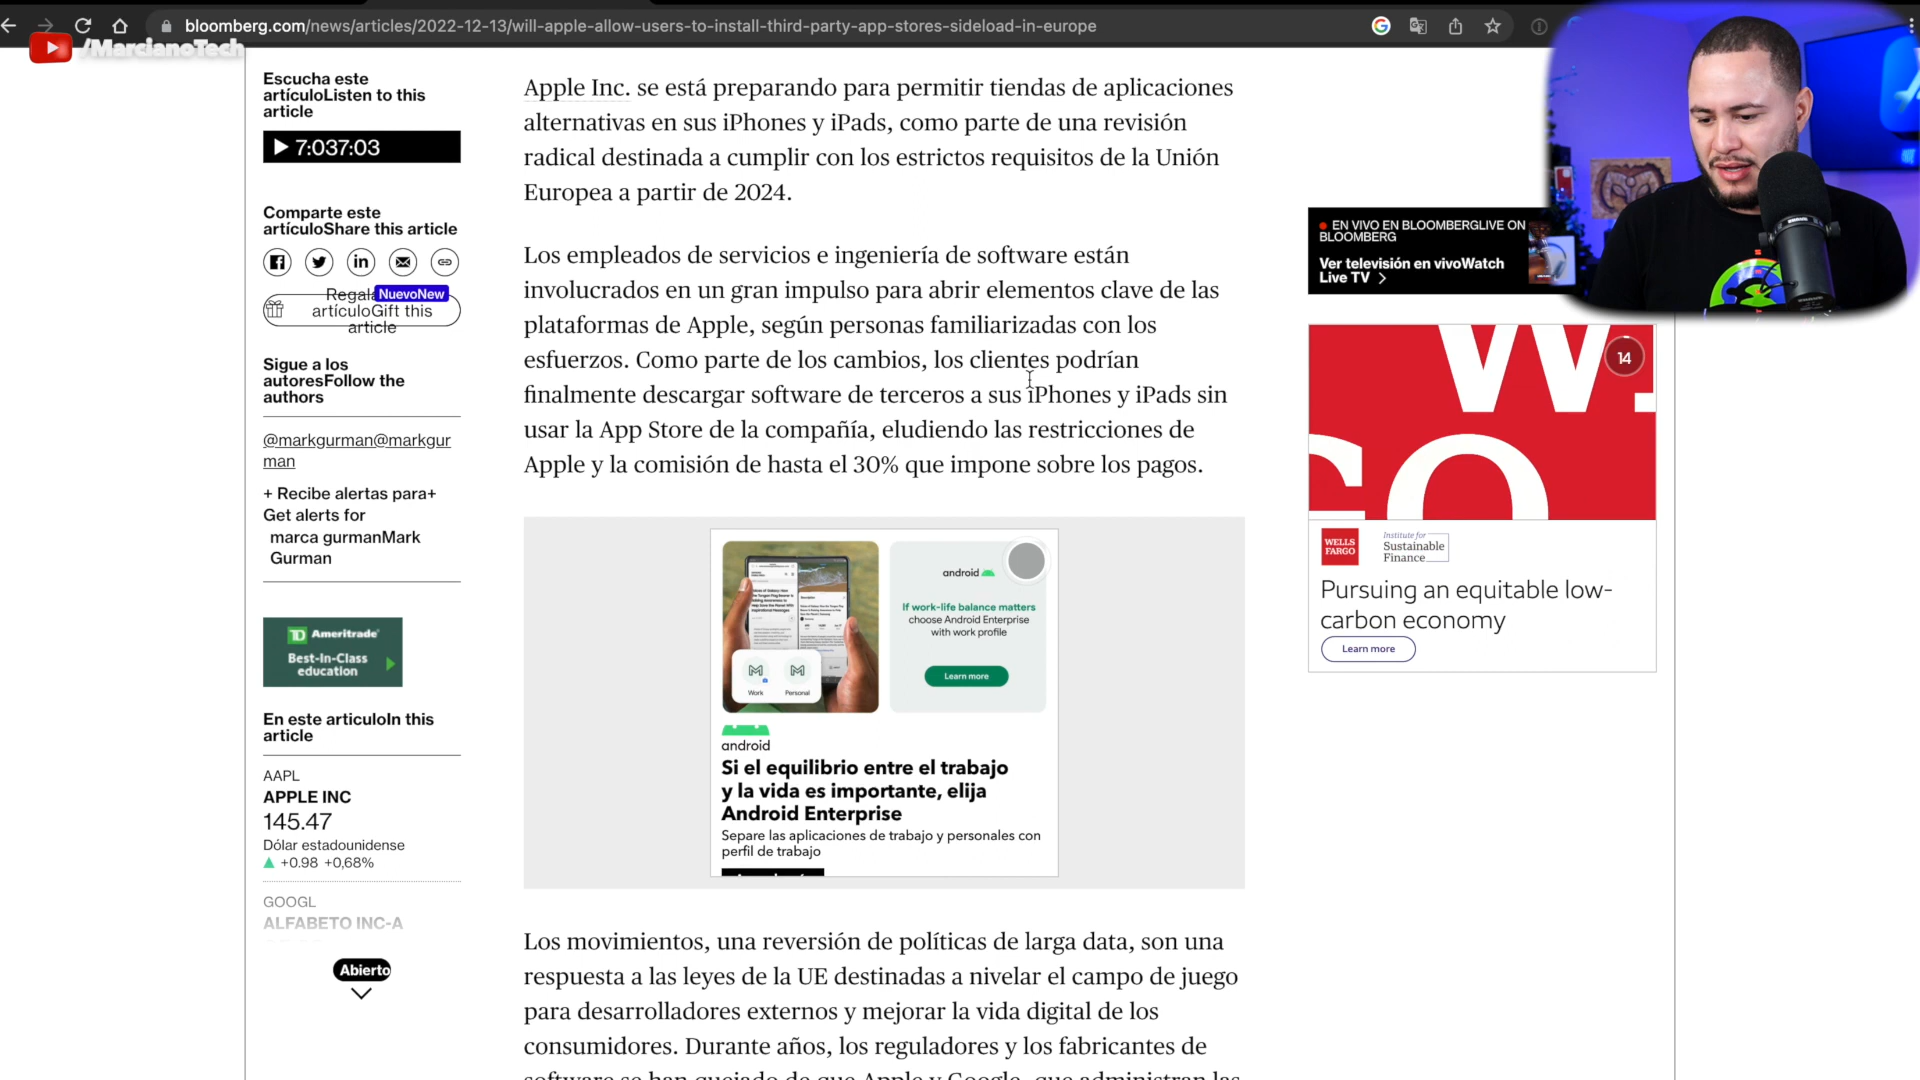 bloomberg.com/news/articles/2022-12-13/will-apple-allow-users-to-install-third-party-app-stores-sideload-in-europe
/MarcianoTech
Escucha este
artículoListen to this
article
7:037:03
Comparte este
artículoShare this article
Regala
NuevoNew
artículoGift this
article
Sigue a los
autoresFollow the
authors
@markgurman@markgur
man
+ Recibe alertas para+
Get alerts for
marca gurmanMark
Gurman
TD Ameritrade
Best-In-Class
education
En este articuloIn this
article
AAPL
APPLE INC
145.47
Dólar estadounidense
+0.98 +0,68%
GOOGL
ALFABETO INC-A
Abierto
Apple Inc. se está preparando para permitir tiendas de aplicaciones
alternativas en sus iPhones y iPads, como parte de una revisión
radical destinada a cumplir con los estrictos requisitos de la Unión
Europea a partir de 2024.
Los empleados de servicios e ingeniería de software están
involucrados en un gran impulso para abrir elementos clave de las
plataformas de Apple, según personas familiarizadas con los
esfuerzos. Como parte de los cambios, los clientes podrían
finalmente descargar software de terceros a sus iPhones y iPads sin
usar la App Store de la compañía, eludiendo las restricciones de
Apple y la comisión de hasta el 30% que impone sobre los pagos.
Work
Personal
android
If work-life balance matters
choose Android Enterprise
with work profile
Learn more
android
Si el equilibrio entre el trabajo
y la vida es importante, elija
Android Enterprise
Separe las aplicaciones de trabajo y personales con
perfil de trabajo
Los movimientos, una reversión de políticas de larga data, son una
respuesta a las leyes de la UE destinadas a nivelar el campo de juego
para desarrolladores externos y mejorar la vida digital de los
consumidores. Durante años, los reguladores y los fabricantes de
software se han quejado de que Apple y Google, que administran las
EN VIVO EN BLOOMBERGLIVE ON
BLOOMBERG
Ver televisión en vivoWatch
Live TV
14
WELLS
FARGO
Institute for
Sustainable
Finance
Pursuing an equitable low-
carbon economy
Learn more